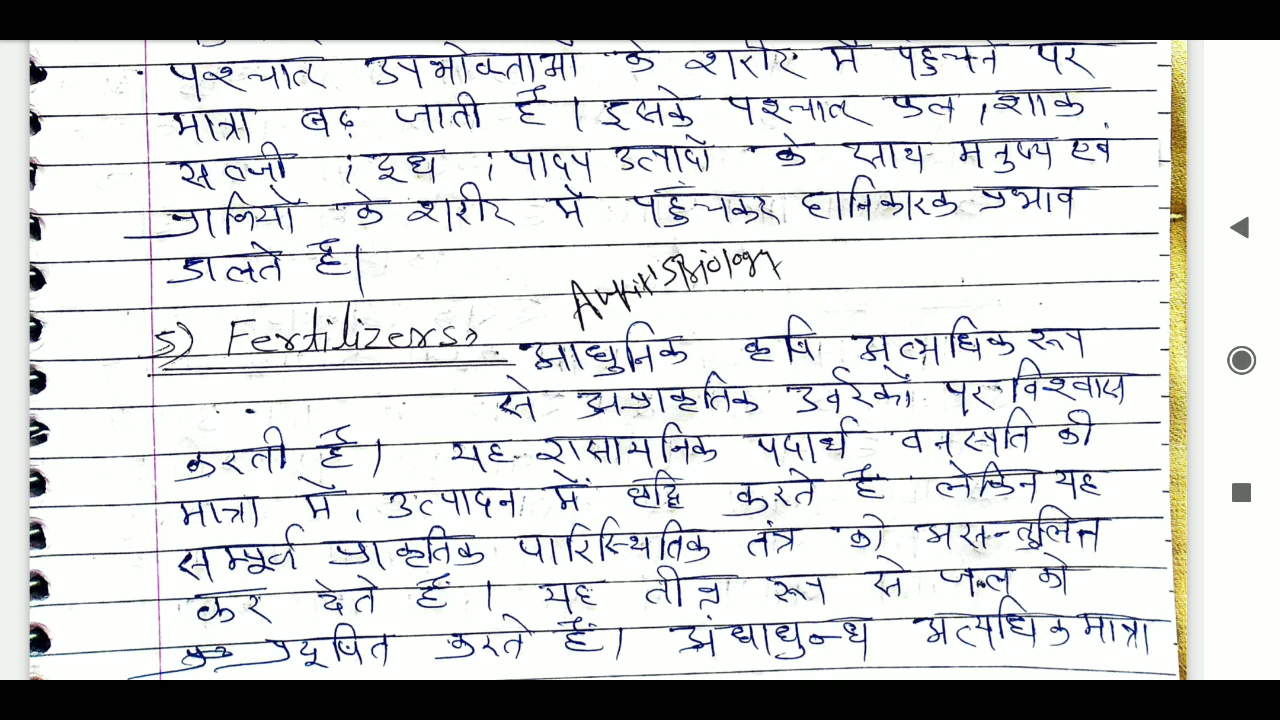 पश्चात उपभोक्ताओं के शरीर में पहुंचने पर
मात्रा बढ़ जाती है । इसके पश्चात फल , शाक
सब्जी , दूध , पादप उत्पादों के साथ मनुष्य एवं
प्राणियों के शरीर में पहुंचकर हानिकारक प्रभाव
डालते हैं।
Ankit's Biology
5) Fertilizers:
आधुनिक कृषि अत्यधिक रूप
से अप्राकृतिक उर्वरकों पर विश्वास
करती हैं। यह रासायनिक पदार्थ वनस्पति की
मात्रा में, उत्पादन में वृद्धि करते हैं लेकिन यह
सम्पूर्ण प्राकृतिक पारिस्थितिक तंत्र को असन्तुलित
कर देते हैं । यह तीव्र रूप से जल को
प्रदूषित करते हैं। अंधाधुन्ध अत्यधिक मात्रा